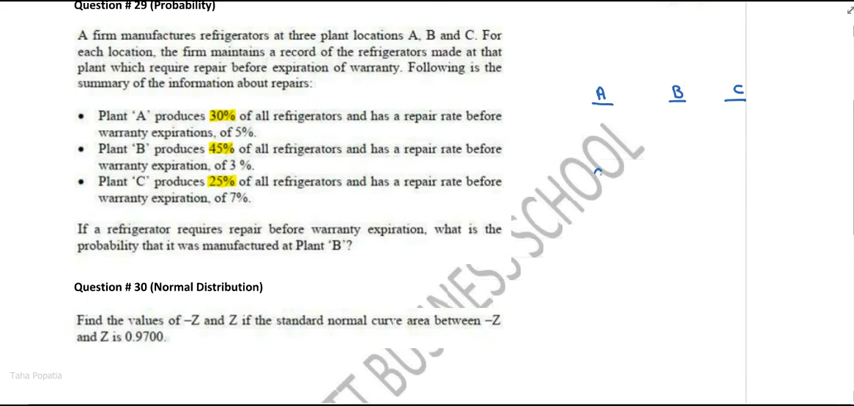 Question # 29 (Probability)
A firm manufactures refrigerators at three plant locations A, B and C. For
each location, the firm maintains a record of the refrigerators made at that
plant which require repair before expiration of warranty. Following is the
summary of the information about repairs:
A B C
• Plant ‘A’ produces 30% of all refrigerators and has a repair rate before
warranty expirations, of 5%.
• Plant ‘B’ produces 45% of all refrigerators and has a repair rate before
warranty expiration, of 3 %.
• Plant ‘C’ produces 25% of all refrigerators and has a repair rate before
warranty expiration, of 7%.
If a refrigerator requires repair before warranty expiration, what is the
probability that it was manufactured at Plant ‘B’?
Question # 30 (Normal Distribution)
Find the values of –Z and Z if the standard normal curve area between –Z
and Z is 0.9700.
Taha Popatia
SCHOOL